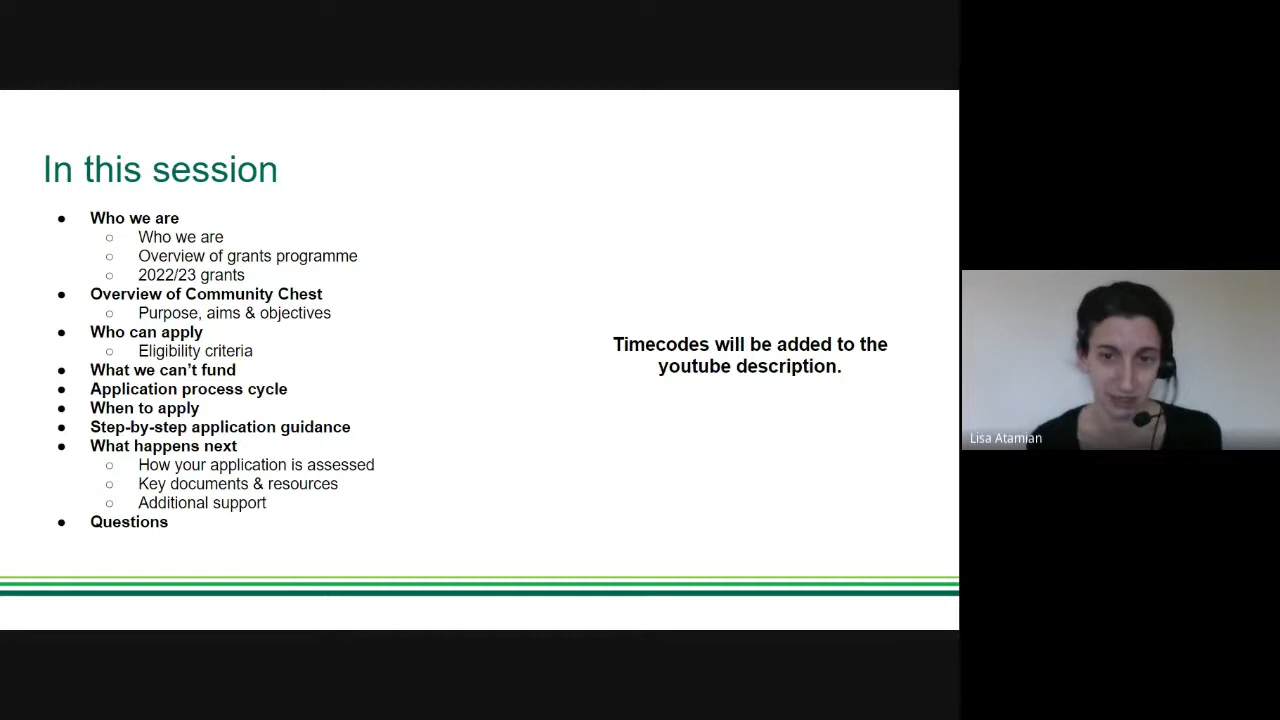 In this session
● Who we are
○ Who we are
○ Overview of grants programme
○ 2022/23 grants
● Overview of Community Chest
○ Purpose, aims & objectives
● Who can apply
○ Eligibility criteria
● What we can’t fund
● Application process cycle
● When to apply
● Step-by-step application guidance
● What happens next
○ How your application is assessed
○ Key documents & resources
○ Additional support
● Questions
Timecodes will be added to the
youtube description.
Lisa Atamian